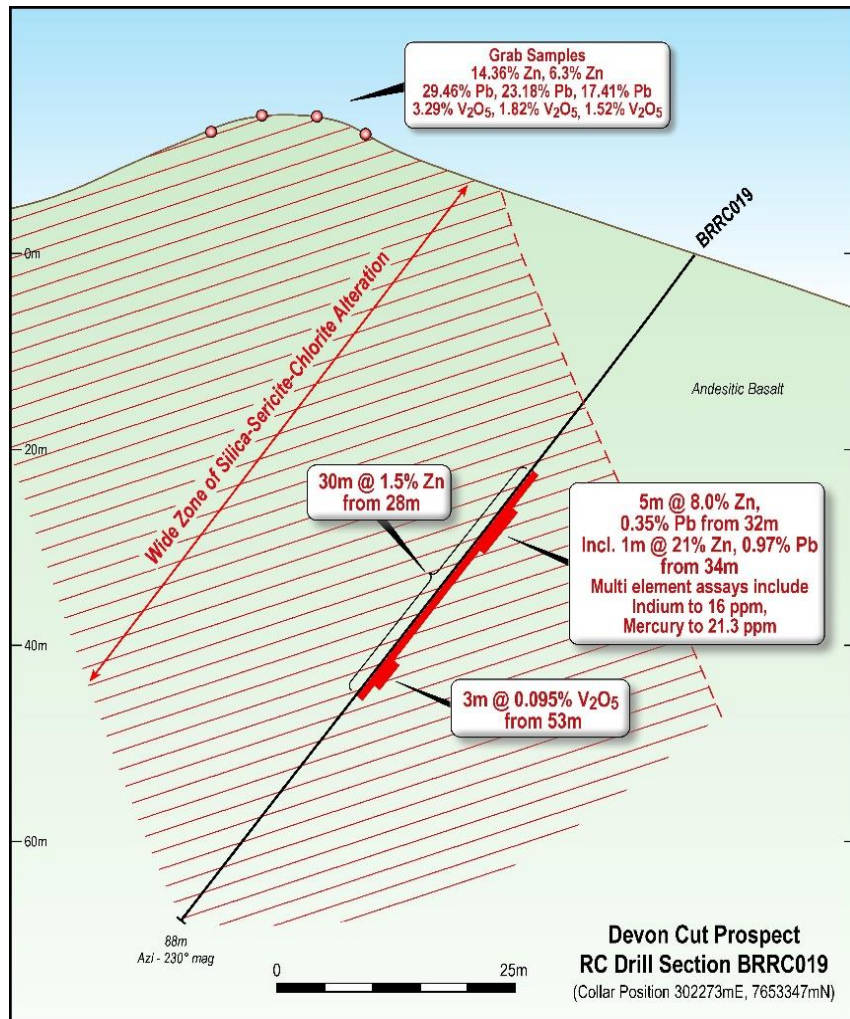 Grab Samples
14.36% Zn, 6.3% Zn
29.46% Pb, 23.18% Pb, 17.41% Pb
3.29% V₂O₅, 1.82% V₂O₅, 1.52% V₂O₅
BRRC019
0m
Wide Zone of Silica-Sericite-Chlorite Alteration
Andesitic Basalt
20m
30m @ 1.5% Zn
from 28m
5m @ 8.0% Zn,
0.35% Pb from 32m
Incl. 1m @ 21% Zn, 0.97% Pb
from 34m
Multi element assays include
Indium to 16 ppm,
Mercury to 21.3 ppm
40m
3m @ 0.095% V₂O₅
from 53m
60m
88m
Azi - 230° mag
0
25m
Devon Cut Prospect
RC Drill Section BRRC019
(Collar Position 302273mE, 7653347mN)